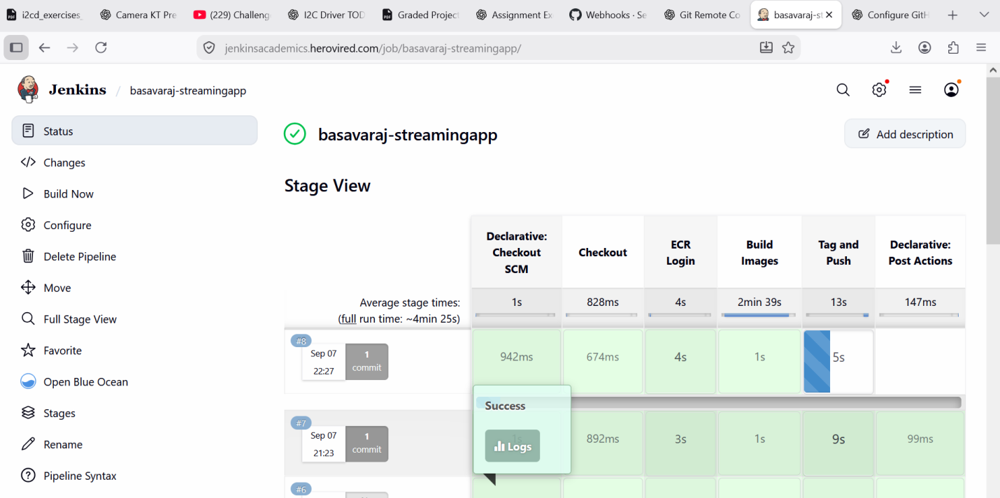 i2cd_exercises_
Camera KT Pre
(229) Challeng
I2C Driver TOD
Graded Project
Assignment Ex
Webhooks · Se
Git Remote Co
basavaraj-st
Configure GitH
jenkinsacademics.herovired.com/job/basavaraj-streamingapp/
Jenkins / basavaraj-streamingapp
Status
Changes
Build Now
Configure
Delete Pipeline
Move
Full Stage View
Favorite
Open Blue Ocean
Stages
Rename
Pipeline Syntax
basavaraj-streamingapp
Add description
Stage View
Declarative:
Checkout
SCM
Checkout
ECR
Login
Build
Images
Tag and
Push
Declarative:
Post Actions
Average stage times:
(full run time: ~4min 25s)
1s
828ms
4s
2min 39s
13s
147ms
#8
Sep 07
22:27
1
commit
942ms
674ms
4s
1s
5s
Success
Logs
#7
Sep 07
21:23
1
commit
1s
892ms
3s
1s
9s
99ms
#6